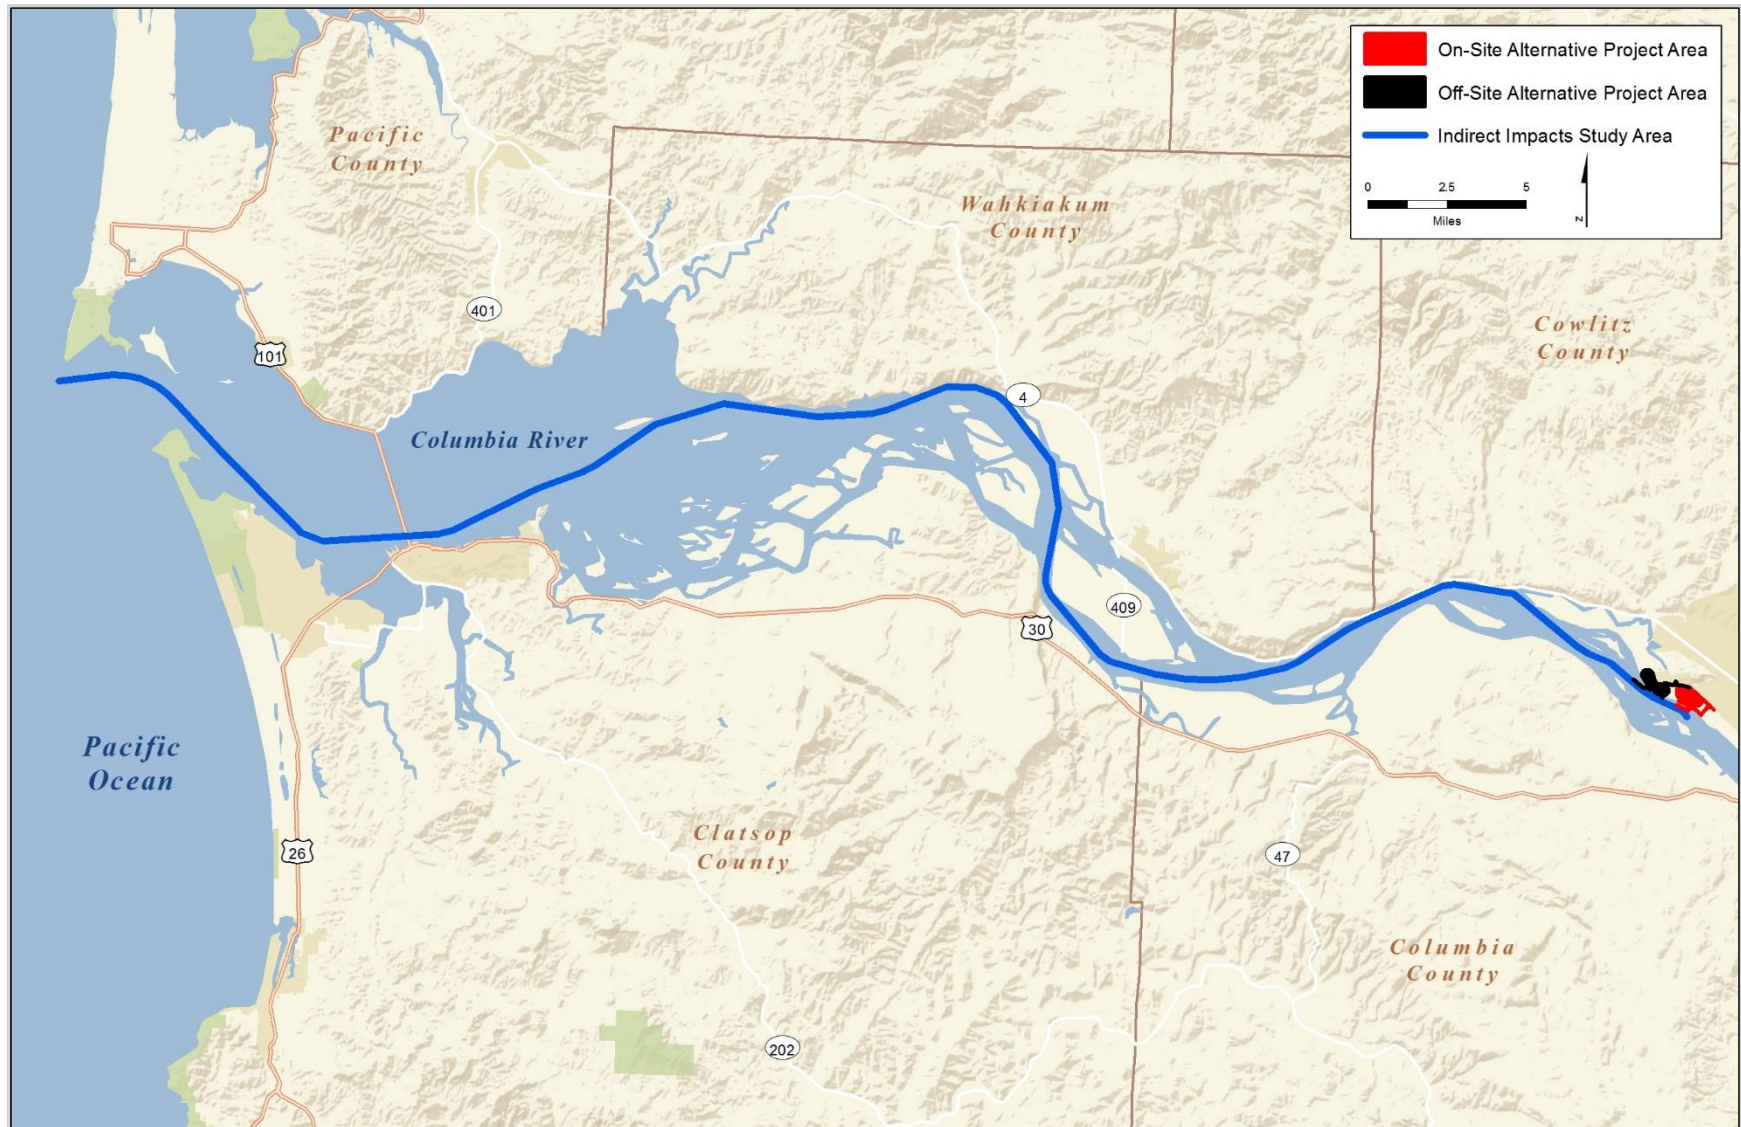 On-Site Alternative Project Area
Off-Site Alternative Project Area
Indirect Impacts Study Area
0 2.5 5
Miles
N
Pacific
County
Wahkiakum
County
401
Cowlitz
County
101
4
Columbia River
409
30
Pacific
Ocean
Clatsop
County
26
47
Columbia
County
202